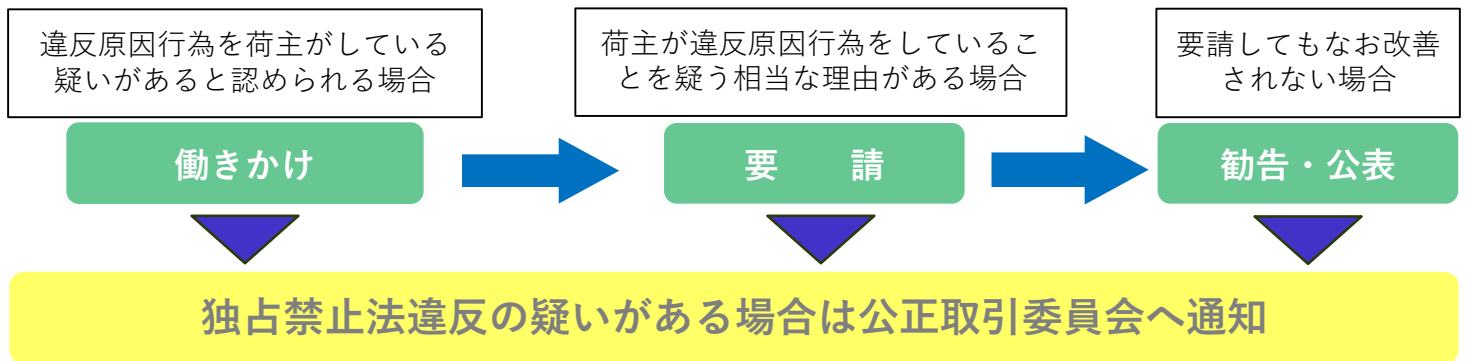 違反原因行為を荷主がしている
疑いがあると認められる場合
荷主が違反原因行為をしているこ
とを疑う相当な理由がある場合
要請してもなお改善
されない場合
働きかけ
要　　請
勧告・公表
独占禁止法違反の疑いがある場合は公正取引委員会へ通知